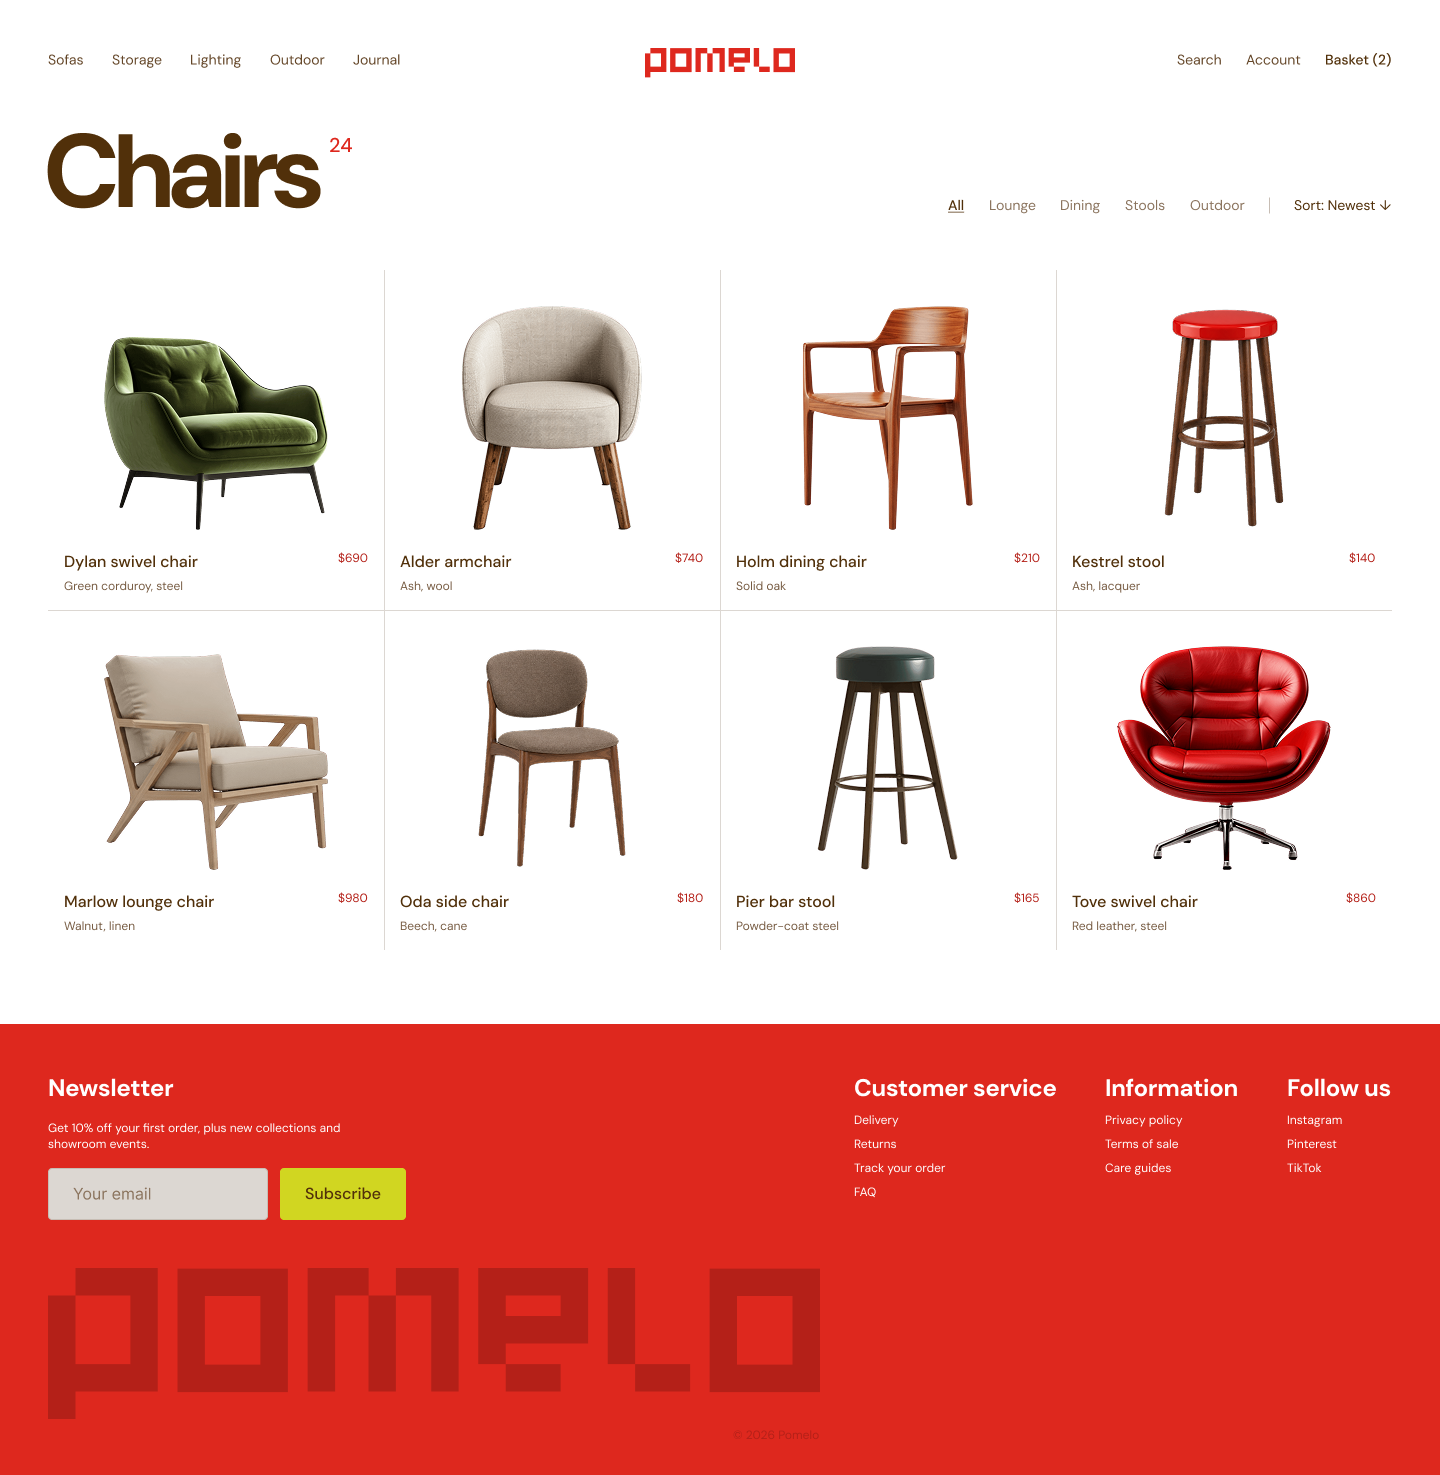 Sofas Storage Lighting Outdoor Journal
pomelo
Search Account Basket (2)
Chairs 24
All Lounge Dining Stools Outdoor Sort: Newest ↓
Dylan swivel chair $690
Green corduroy, steel
Alder armchair $740
Ash, wool
Holm dining chair $210
Solid oak
Kestrel stool $140
Ash, lacquer
Marlow lounge chair $980
Walnut, linen
Oda side chair $180
Beech, cane
Pier bar stool $165
Powder-coat steel
Tove swivel chair $860
Red leather, steel
Newsletter
Get 10% off your first order, plus new collections and
showroom events.
Your email Subscribe
Customer service
Delivery
Returns
Track your order
FAQ
Information
Privacy policy
Terms of sale
Care guides
Follow us
Instagram
Pinterest
TikTok
pomelo
© 2026 Pomelo